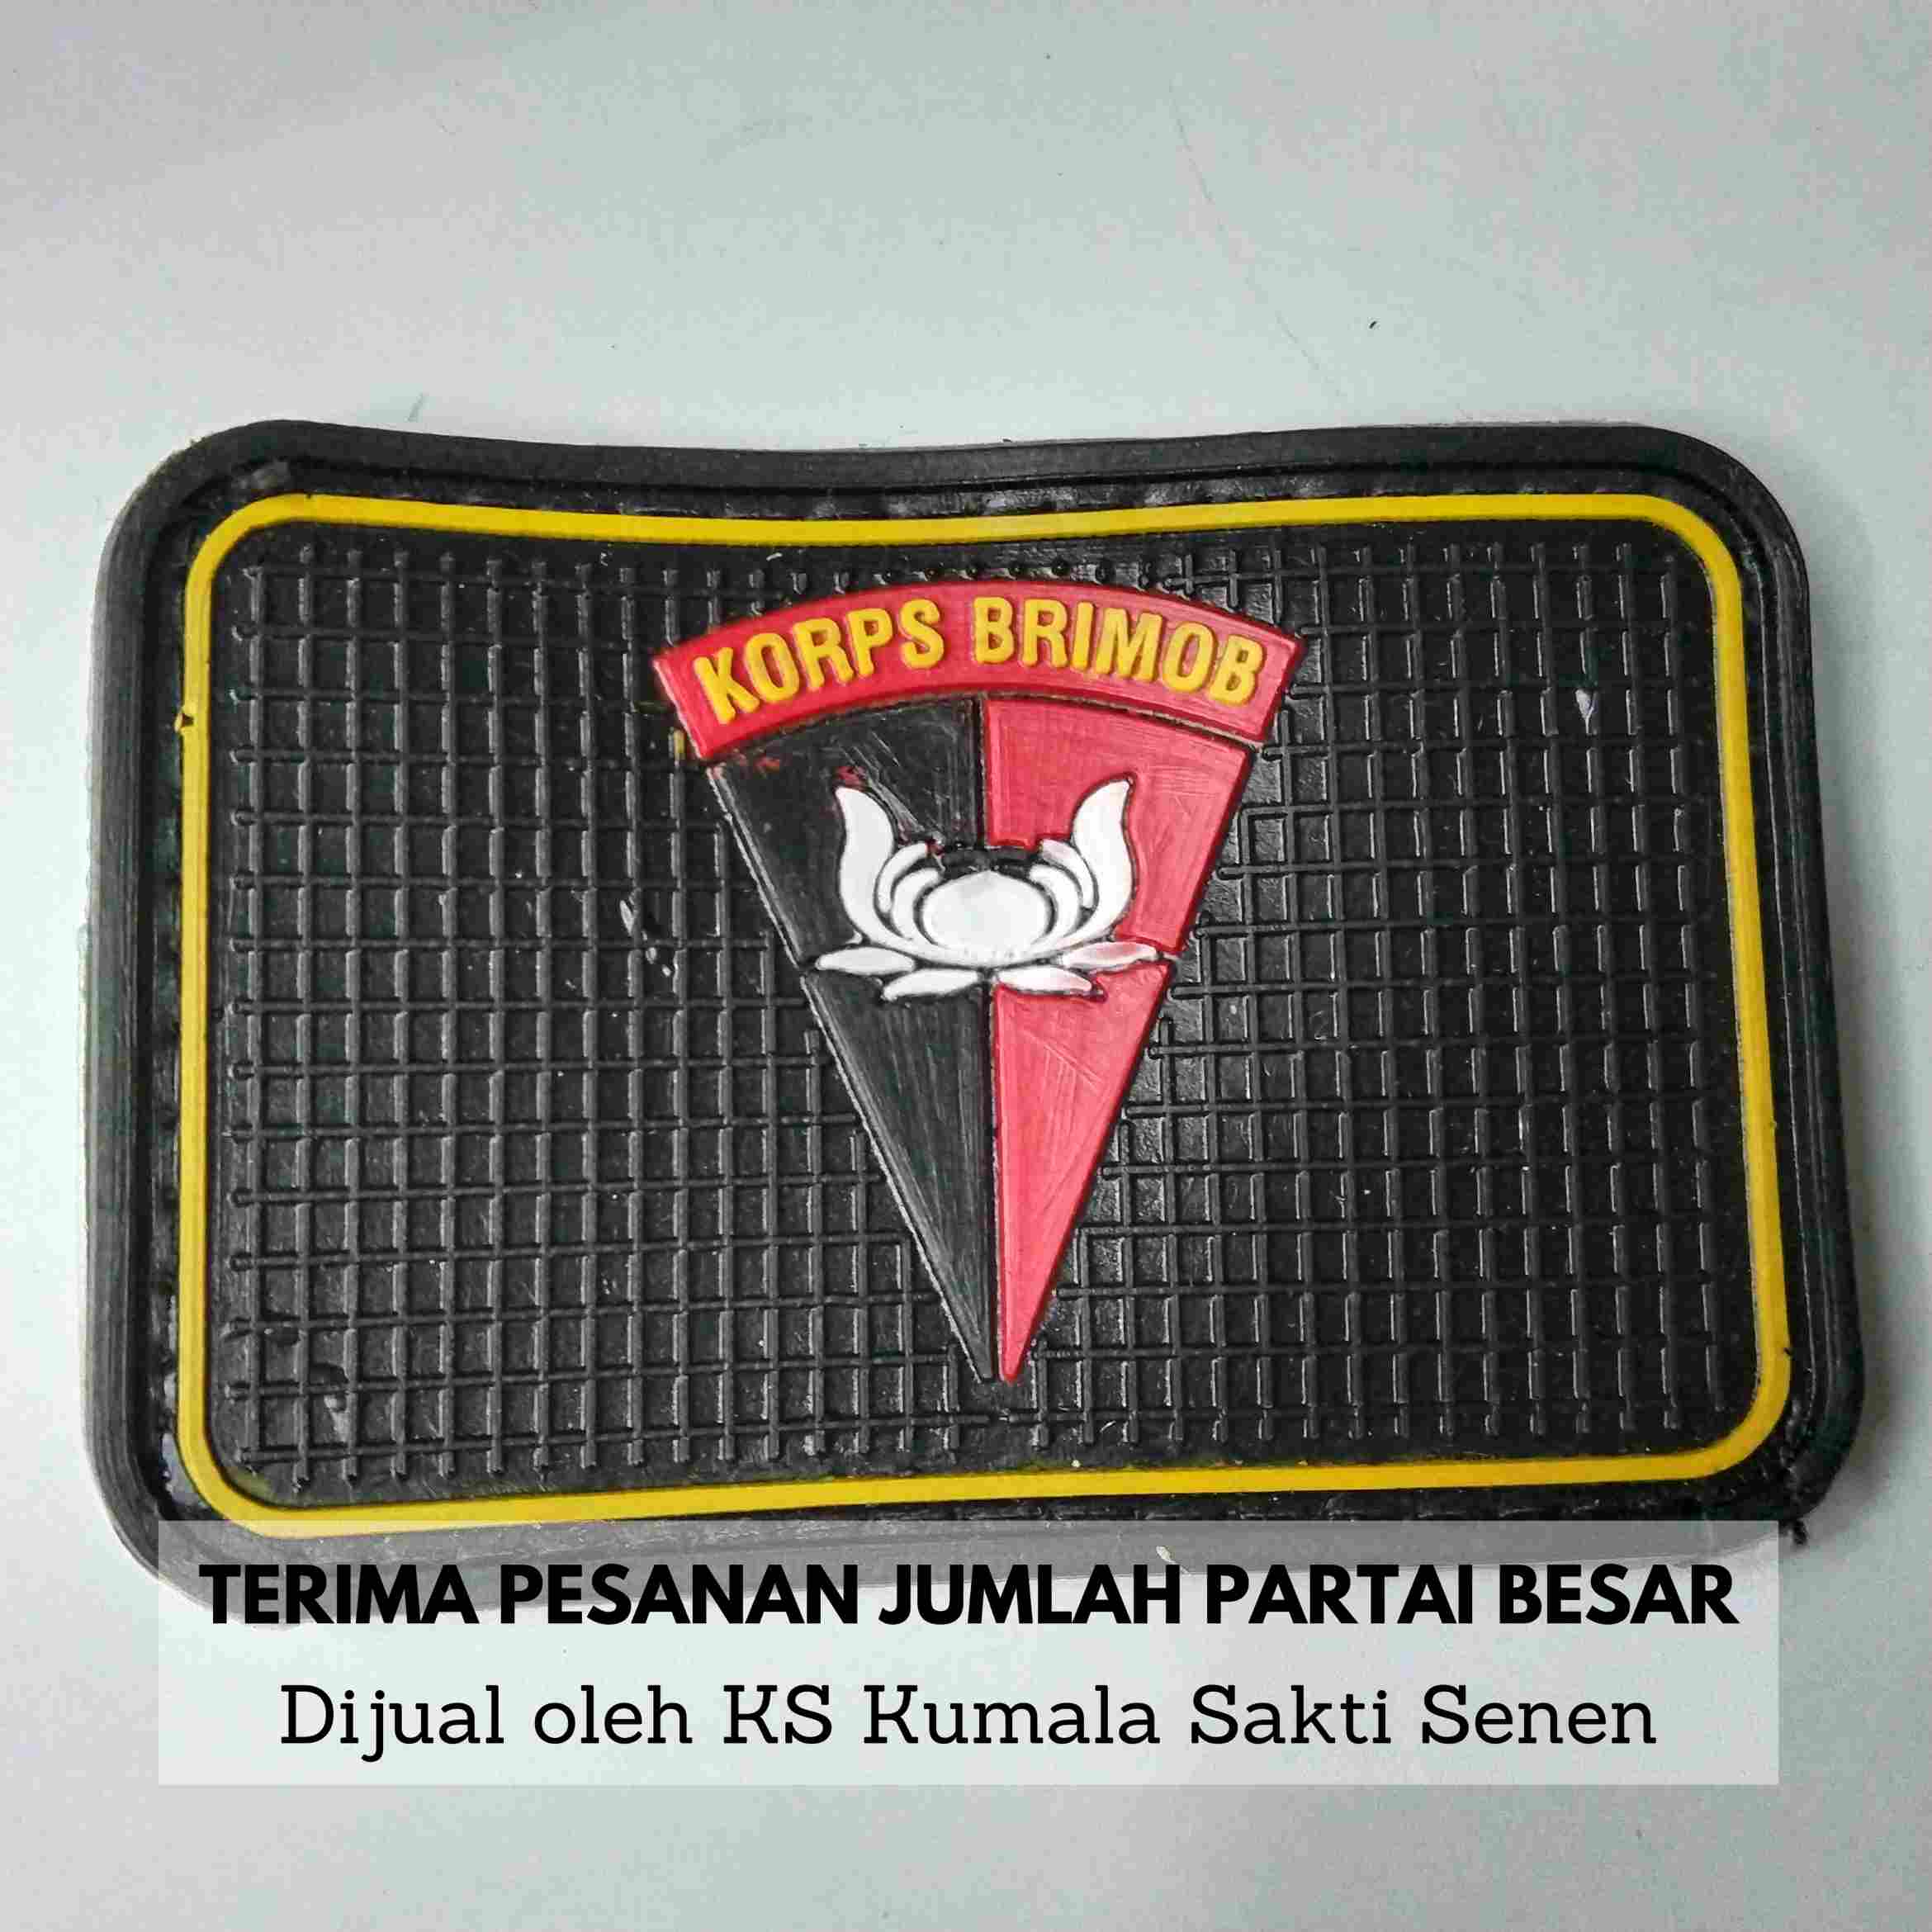 KORPS BRIMOB
TERIMA PESANAN JUMLAH PARTAI BESAR
Dijual oleh KS Kumala Sakti Senen